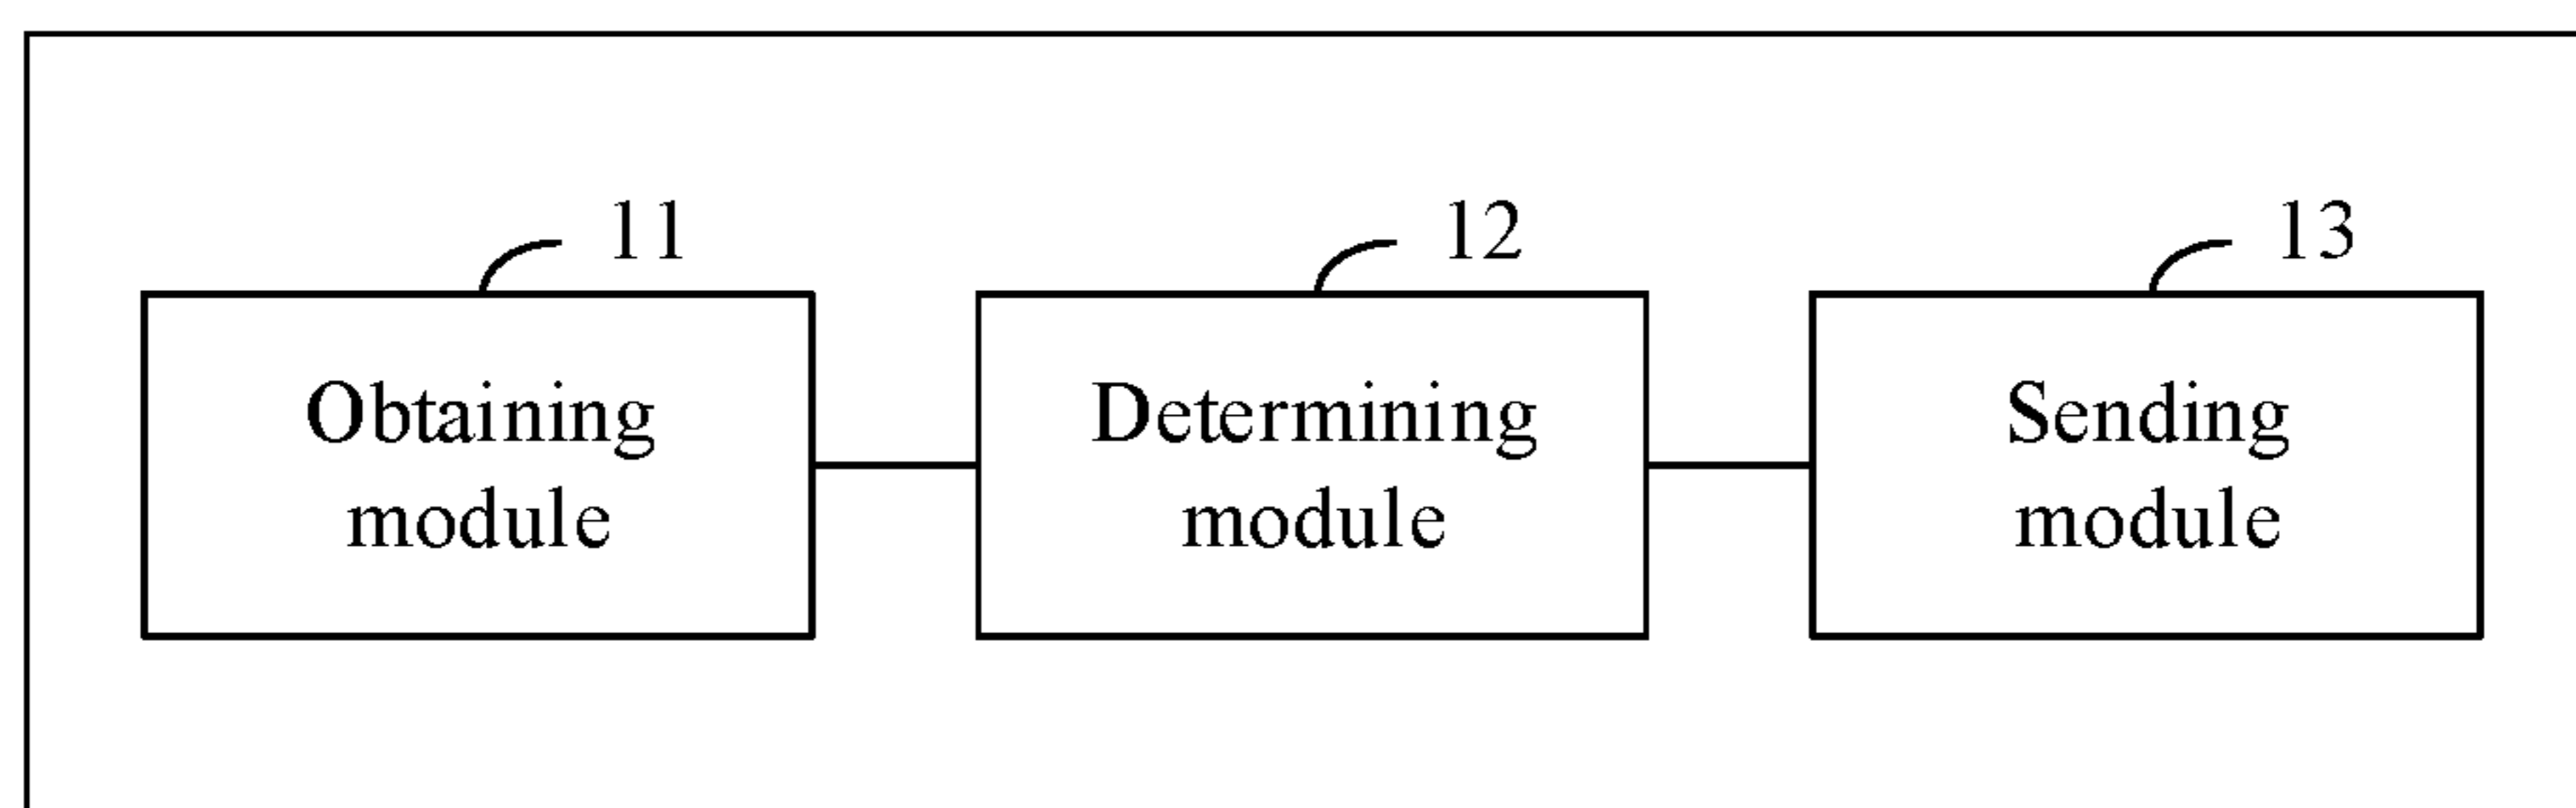 11
12
13
Obtaining
module
Determining
module
Sending
module